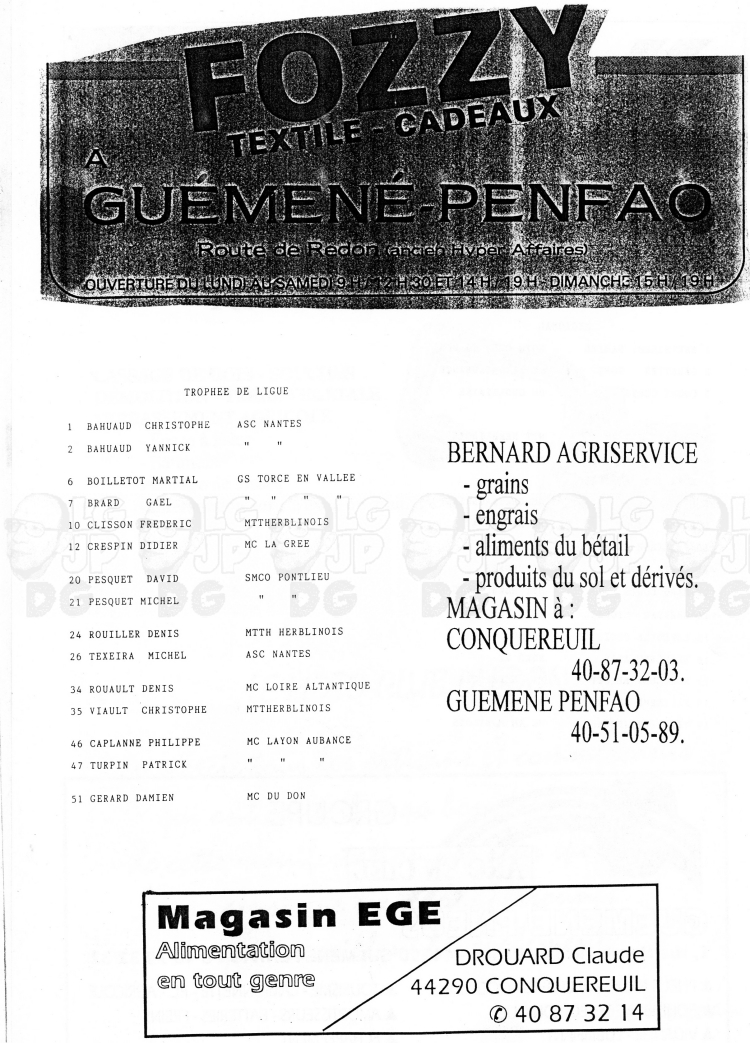 FOZZY
TEXTILE - CADEAUX
À
GUÉMENÉ-PENFAO
Route de Redon (ancien Hyper Affaires)
OUVERTURE DU LUNDI AU SAMEDI 9 H / 12 H 30 ET 14 H / 19 H - DIMANCHE 15 H / 19 H
TROPHEE DE LIGUE
1 BAHUAUD CHRISTOPHE ASC NANTES
2 BAHUAUD YANNICK " "
6 BOILLETOT MARTIAL GS TORCE EN VALLEE
7 BRARD GAEL " " " "
10 CLISSON FREDERIC MTTHERBLINOIS
12 CRESPIN DIDIER MC LA GREE
20 PESQUET DAVID SMCO PONTLIEU
21 PESQUET MICHEL " "
24 ROUILLER DENIS MTTH HERBLINOIS
26 TEXEIRA MICHEL ASC NANTES
34 ROUAULT DENIS MC LOIRE ALTANTIQUE
35 VIAULT CHRISTOPHE MTTHERBLINOIS
46 CAPLANNE PHILIPPE MC LAYON AUBANCE
47 TURPIN PATRICK " " "
51 GERARD DAMIEN MC DU DON
BERNARD AGRISERVICE
- grains
- engrais
- aliments du bétail
- produits du sol et dérivés.
MAGASIN à :
CONQUEREUIL
40-87-32-03.
GUEMENE PENFAO
40-51-05-89.
Magasin EGE
Alimentation
en tout genre
DROUARD Claude
44290 CONQUEREUIL
✆ 40 87 32 14